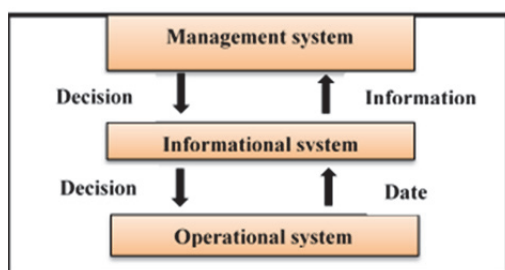 Management system
Decision
Information
Informational system
Decision
Date
Operational system